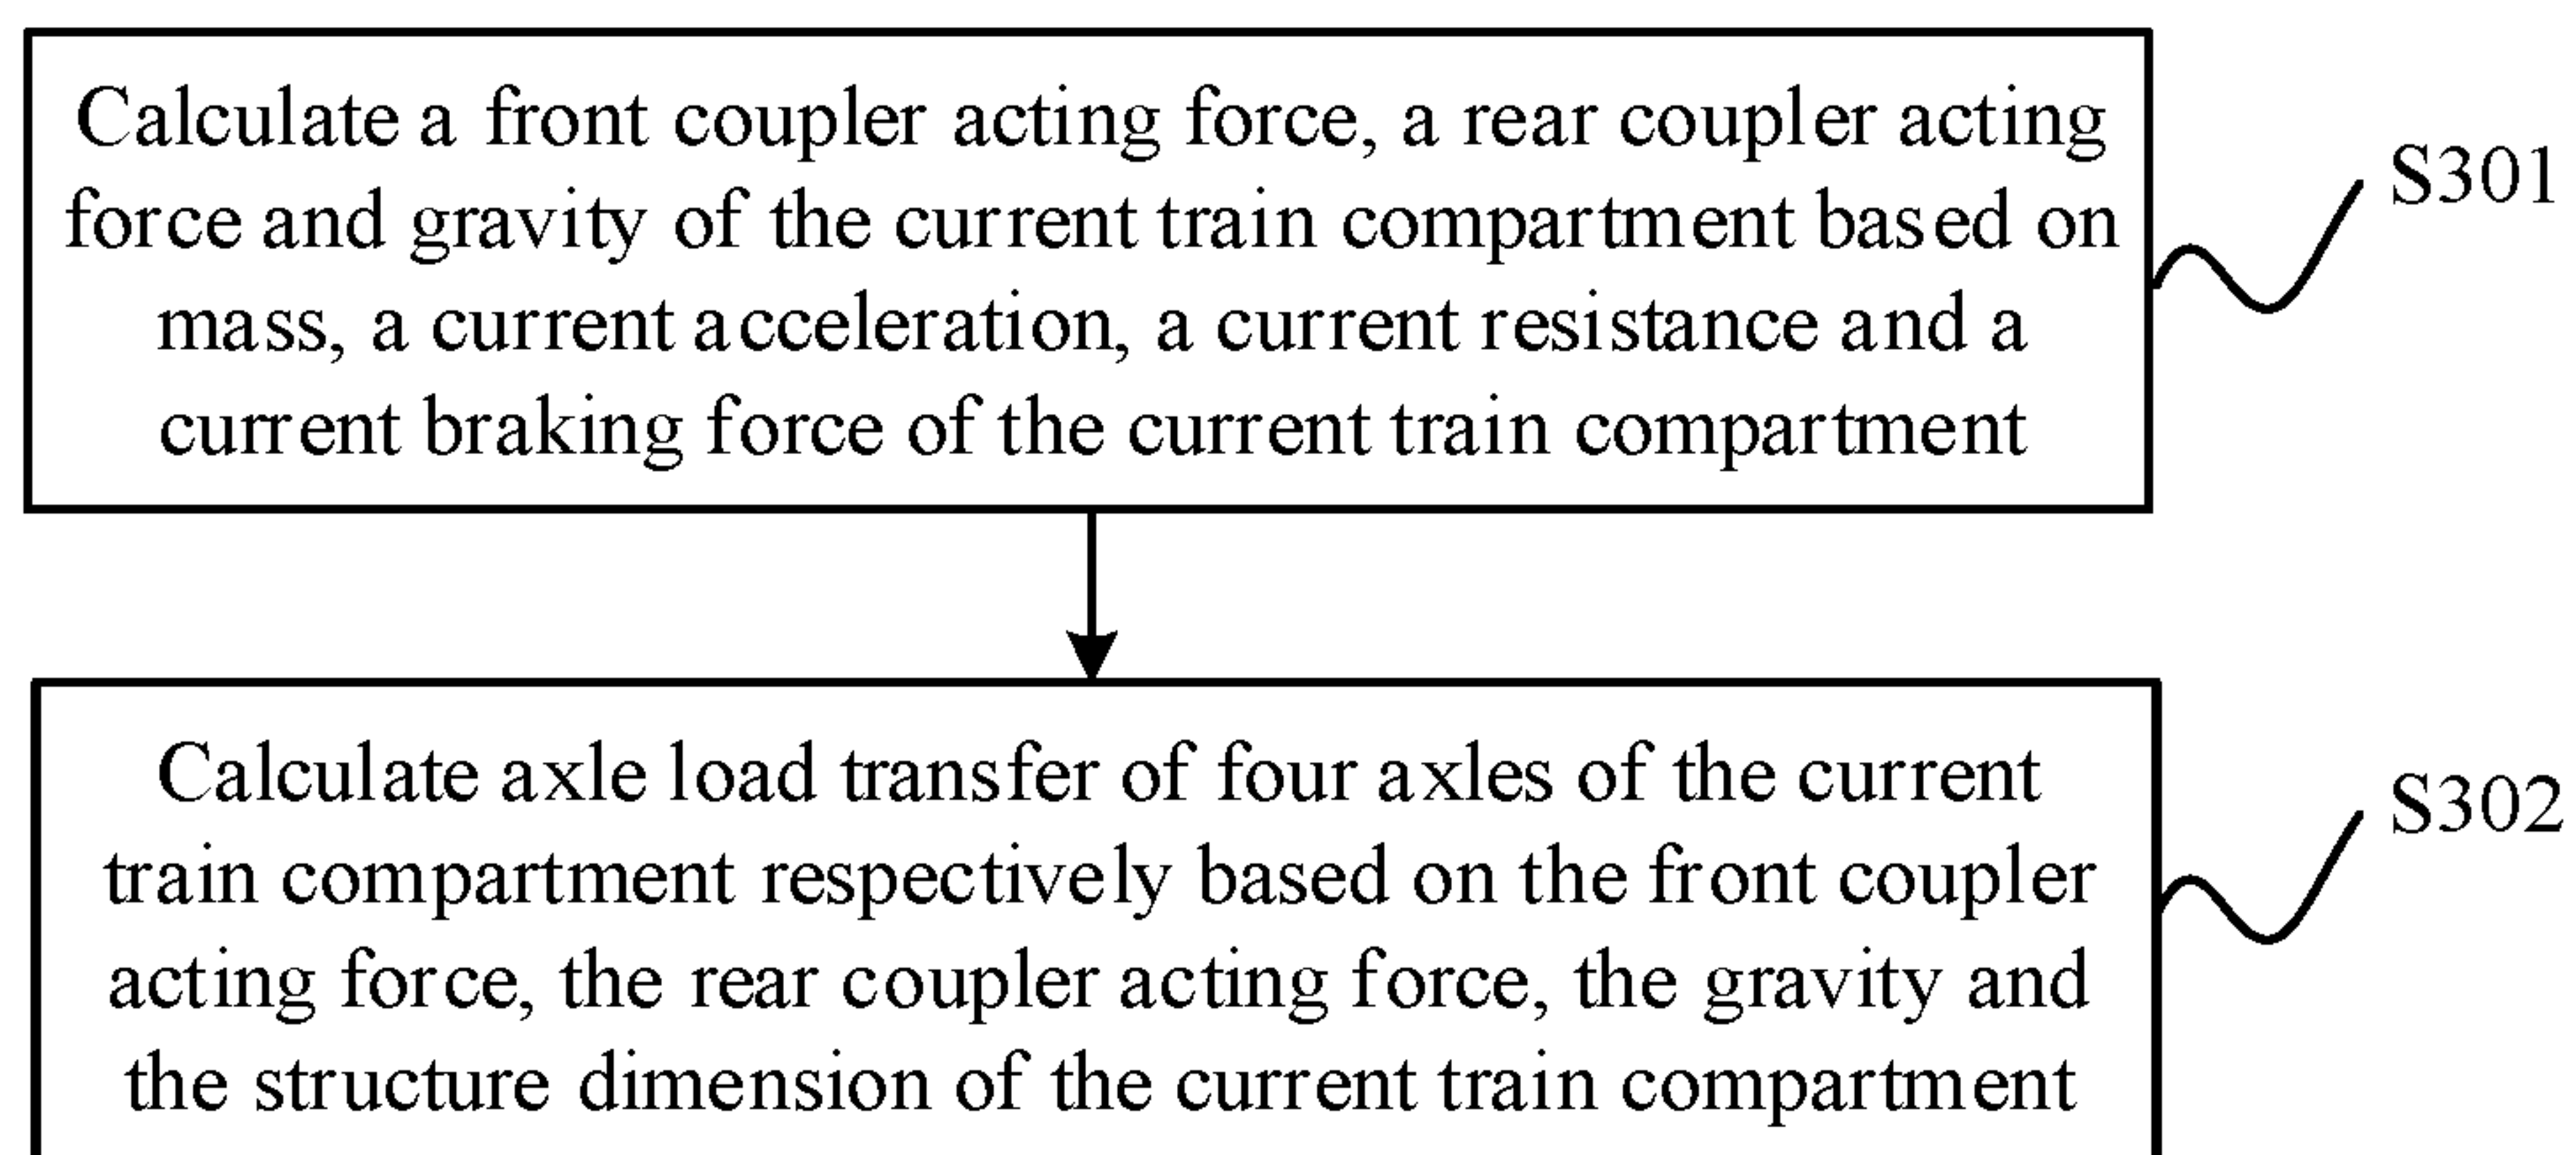 Calculate a front coupler acting force, a rear coupler acting
force and gravity of the current train compartment based on
mass, a current acceleration, a current resistance and a
current braking force of the current train compartment
S301
Calculate axle load transfer of four axles of the current
train compartment respectively based on the front coupler
acting force, the rear coupler acting force, the gravity and
the structure dimension of the current train compartment
S302